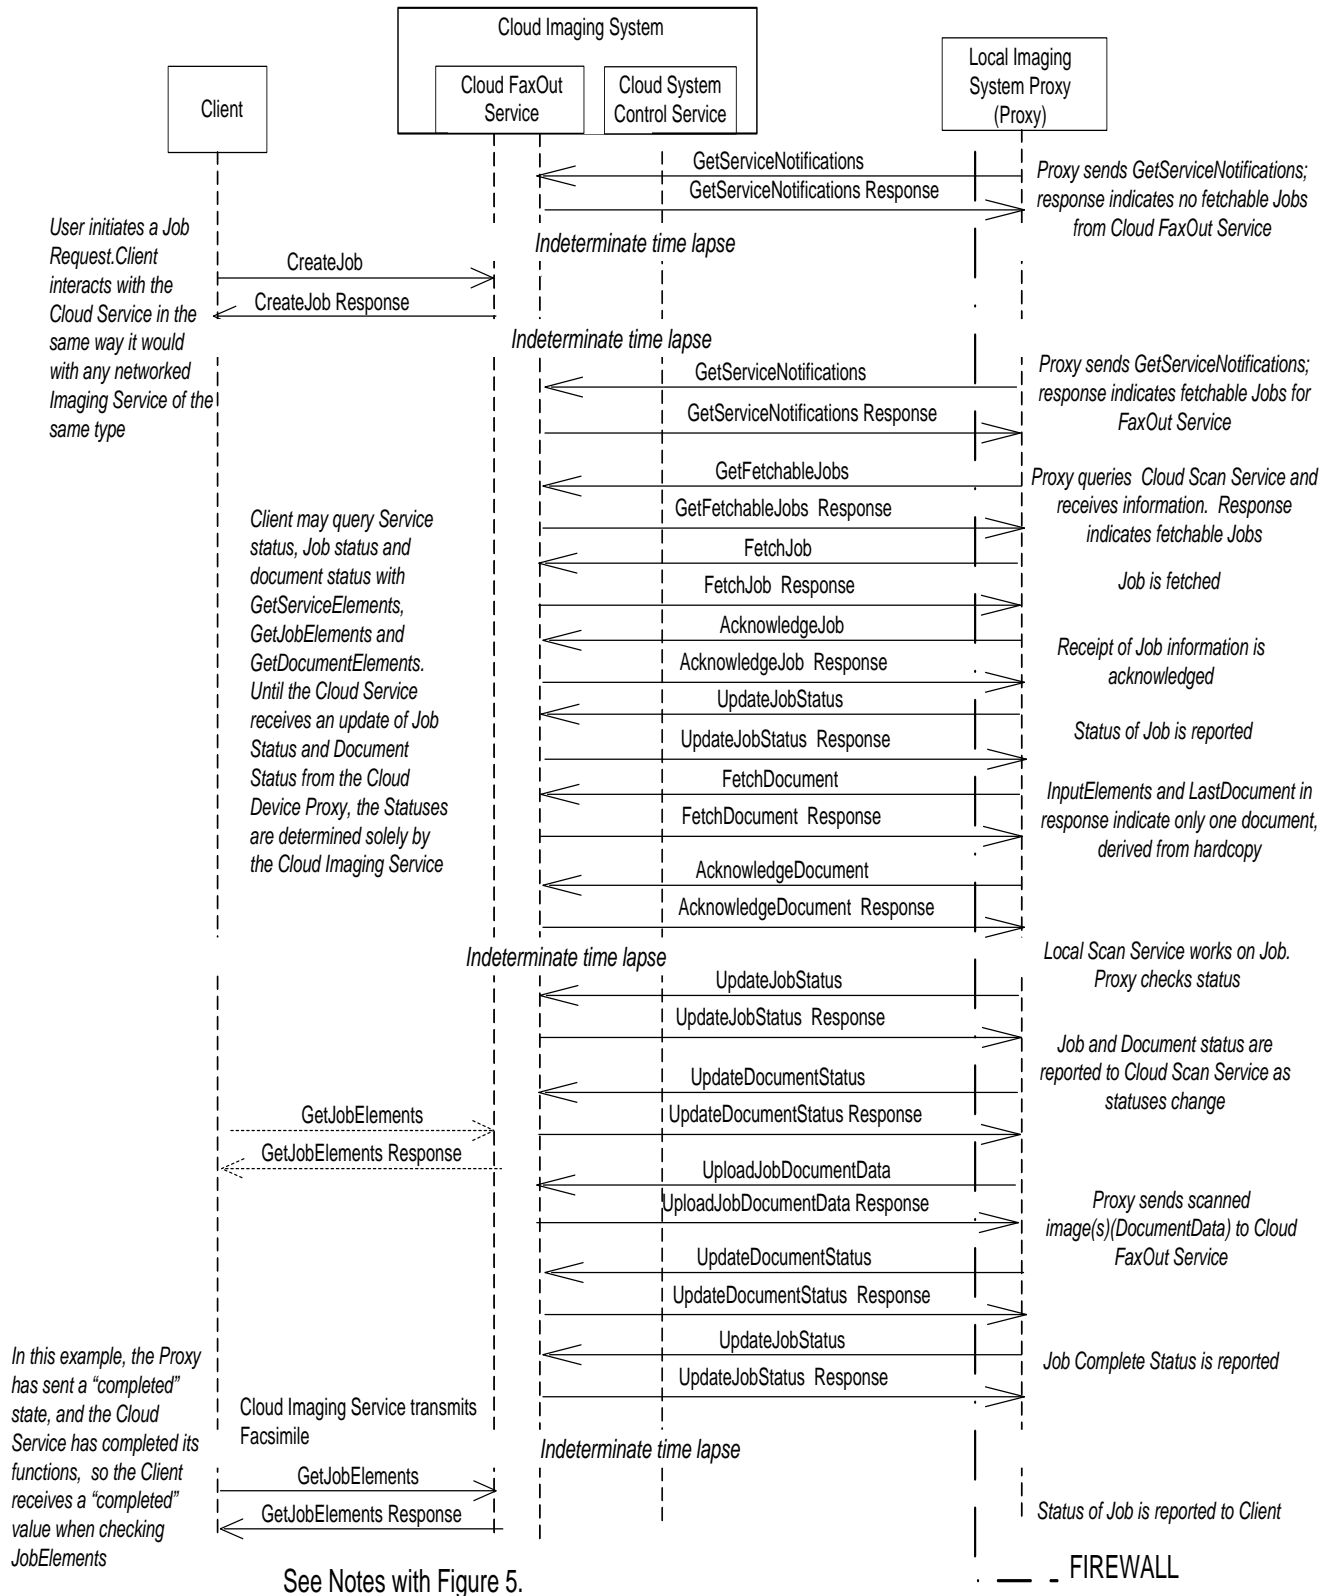 Cloud Imaging System
Client
Cloud FaxOut
Service
Cloud System
Control Service
Local Imaging
System Proxy
(Proxy)
GetServiceNotifications
GetServiceNotifications Response
Proxy sends GetServiceNotifications;
response indicates no fetchable Jobs
from Cloud FaxOut Service
Indeterminate time lapse
User initiates a Job
Request.Client
interacts with the
Cloud Service in the
same way it would
with any networked
Imaging Service of the
same type
CreateJob
CreateJob Response
Indeterminate time lapse
GetServiceNotifications
GetServiceNotifications Response
Proxy sends GetServiceNotifications;
response indicates fetchable Jobs for
FaxOut Service
GetFetchableJobs
GetFetchableJobs Response
Proxy queries Cloud Scan Service and
receives information. Response
indicates fetchable Jobs
Client may query Service
status, Job status and
document status with
GetServiceElements,
GetJobElements and
GetDocumentElements.
Until the Cloud Service
receives an update of Job
Status and Document
Status from the Cloud
Device Proxy, the Statuses
are determined solely by
the Cloud Imaging Service
FetchJob
FetchJob Response
Job is fetched
AcknowledgeJob
AcknowledgeJob Response
Receipt of Job information is
acknowledged
UpdateJobStatus
UpdateJobStatus Response
Status of Job is reported
FetchDocument
FetchDocument Response
InputElements and LastDocument in
response indicate only one document,
derived from hardcopy
AcknowledgeDocument
AcknowledgeDocument Response
Indeterminate time lapse
Local Scan Service works on Job.
Proxy checks status
UpdateJobStatus
UpdateJobStatus Response
Job and Document status are
reported to Cloud Scan Service as
statuses change
UpdateDocumentStatus
UpdateDocumentStatus Response
GetJobElements
GetJobElements Response
UploadJobDocumentData
UploadJobDocumentData Response
Proxy sends scanned
image(s)(DocumentData) to Cloud
FaxOut Service
UpdateDocumentStatus
UpdateDocumentStatus Response
UpdateJobStatus
UpdateJobStatus Response
Job Complete Status is reported
In this example, the Proxy
has sent a “completed”
state, and the Cloud
Service has completed its
functions, so the Client
receives a “completed”
value when checking
JobElements
Cloud Imaging Service transmits
Facsimile
Indeterminate time lapse
GetJobElements
GetJobElements Response
Status of Job is reported to Client
See Notes with Figure 5.
FIREWALL